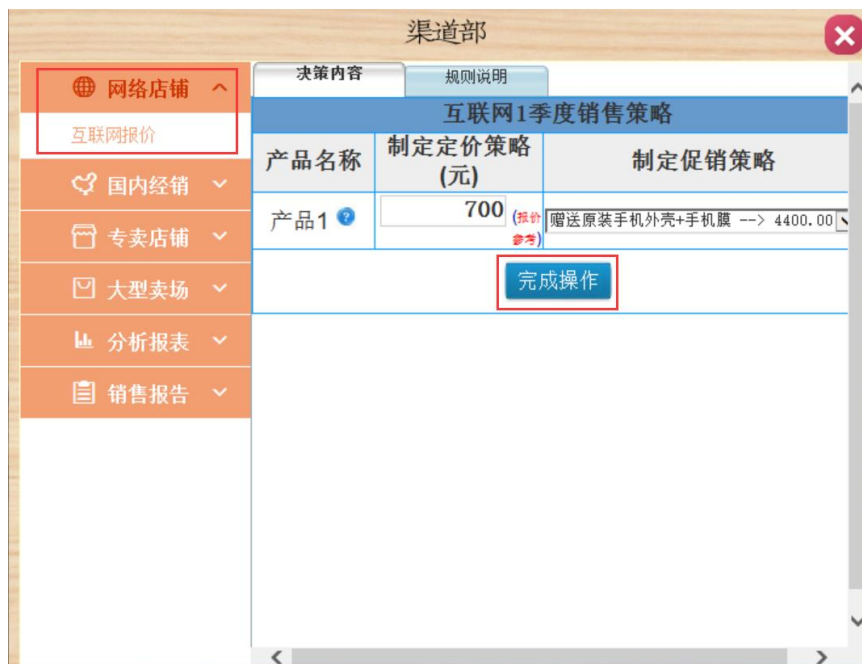 渠道部
网络店铺
互联网报价
国内经销
专卖店铺
大型卖场
分析报表
销售报告
决策内容
规则说明
互联网1季度销售策略
产品名称
制定定价策略
(元)
制定促销策略
产品1
700
(报价
参考)
赠送原装手机外壳+手机膜 --> 4400.00
完成操作